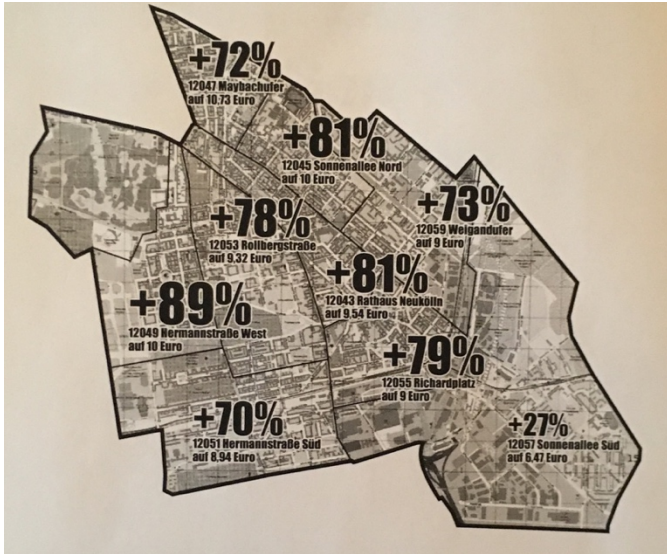 +72%
12047 Maybachufer
auf 10.73 Euro
+81%
12045 Sonnenallee Nord
auf 10 Euro
+78%
12053 Rollbergstraße
auf 9.32 Euro
+73%
12059 Weigandufer
auf 9 Euro
+81%
12043 Rathaus Neukölln
auf 9.54 Euro
+89%
12049 Hermannstraße West
auf 10 Euro
+79%
12055 Richardplatz
auf 9 Euro
+70%
12051 Hermannstraße Süd
auf 8,94 Euro
+27%
12057 Sonnenallee Süd
auf 6,47 Euro